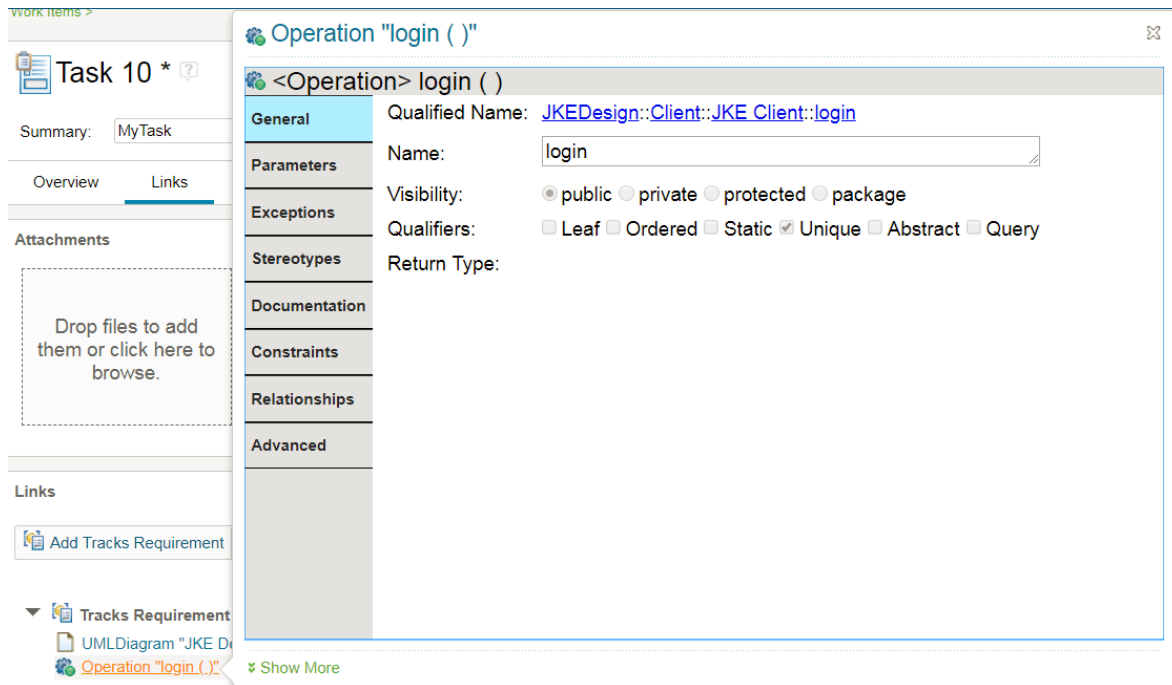 Work Items >
Task 10 *
Summary: MyTask
Overview Links
Attachments
Drop files to add
them or click here to
browse.
Links
Add Tracks Requirement
Tracks Requirement
UMLDiagram "JKE De
Operation "login ( )"
Operation "login ( )"
<Operation> login ( )
General
Parameters
Exceptions
Stereotypes
Documentation
Constraints
Relationships
Advanced
Qualified Name: JKEDesign::Client::JKE Client::login
Name: login
Visibility: public private protected package
Qualifiers: Leaf Ordered Static Unique Abstract Query
Return Type:
Show More